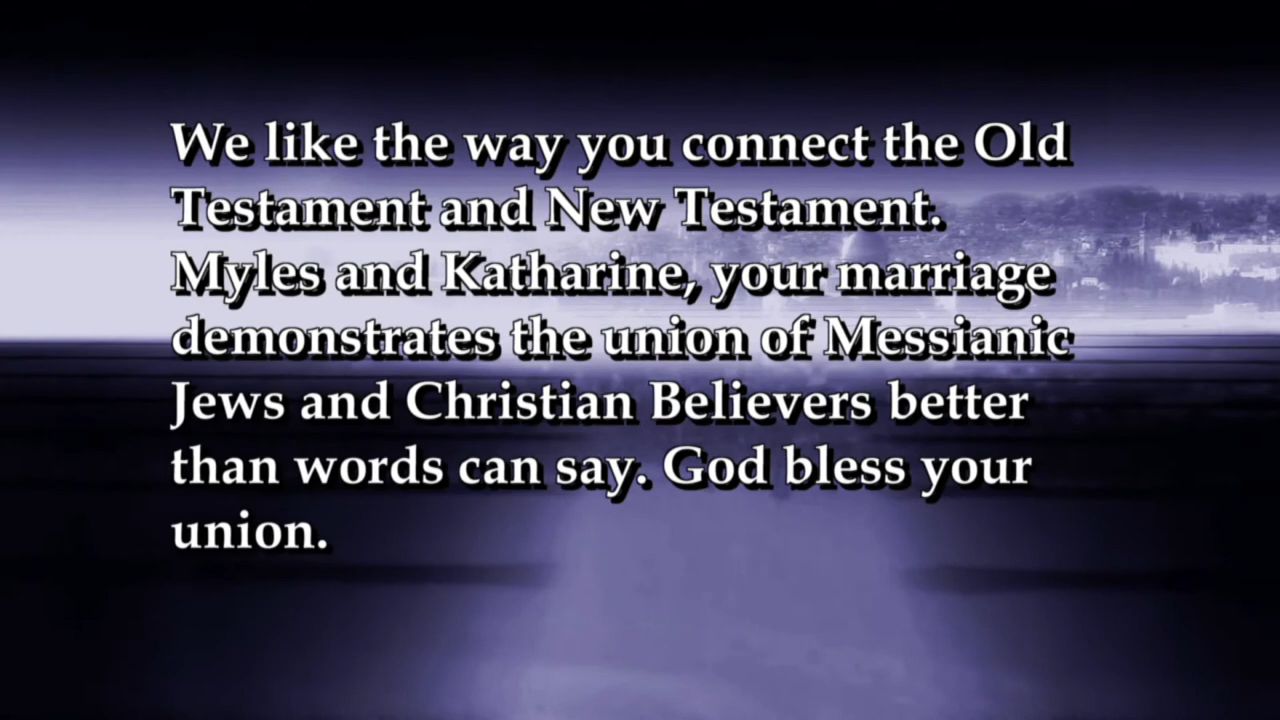 We like the way you connect the Old
Testament and New Testament.
Myles and Katharine, your marriage
demonstrates the union of Messianic
Jews and Christian Believers better
than words can say. God bless your
union.